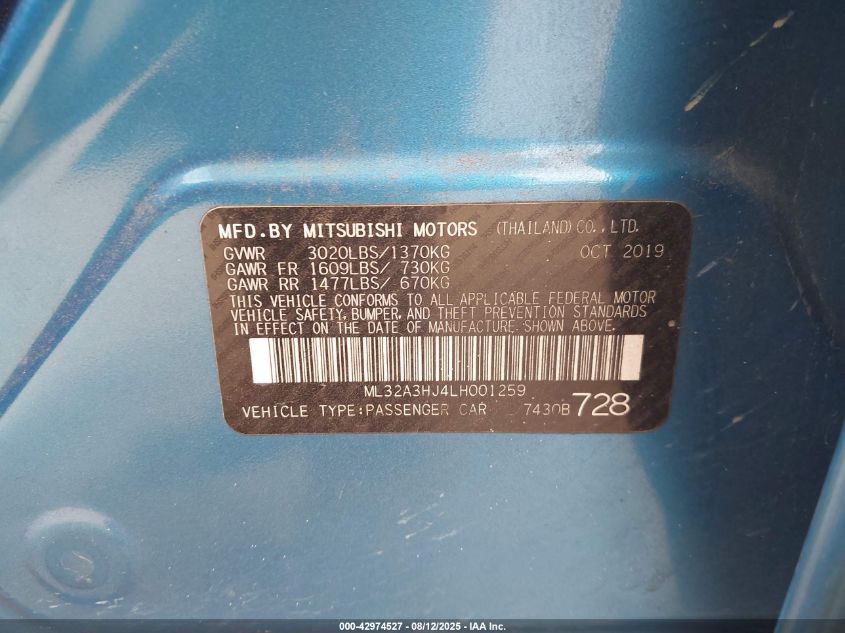 MFD.BY MITSUBISHI MOTORS (THAILAND) CO.,LTD.
GVWR 3020LBS/1370KG OCT 2019
GAWR FR 1609LBS/ 730KG
GAWR RR 1477LBS/ 670KG
THIS VEHICLE CONFORMS TO ALL APPLICABLE FEDERAL MOTOR
VEHICLE SAFETY, BUMPER, AND THEFT PREVENTION STANDARDS
IN EFFECT ON THE DATE OF MANUFACTURE SHOWN ABOVE.
ML32A3HJ4LH001259
VEHICLE TYPE:PASSENGER CAR 7430B 728
000-42974527 - 08/12/2025 - IAA Inc.